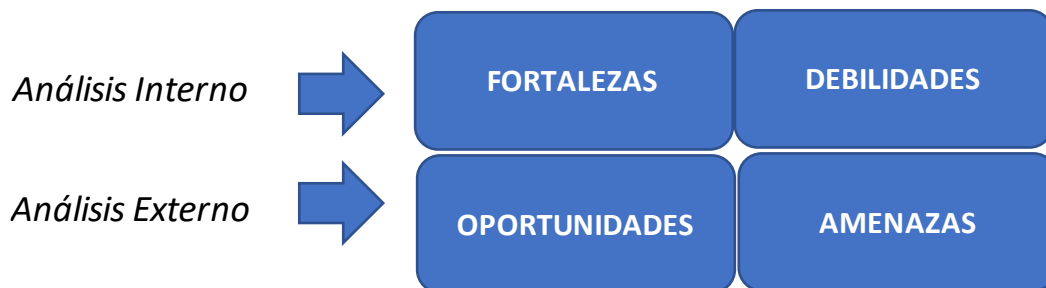 Análisis Interno
FORTALEZAS
DEBILIDADES
Análisis Externo
OPORTUNIDADES
AMENAZAS